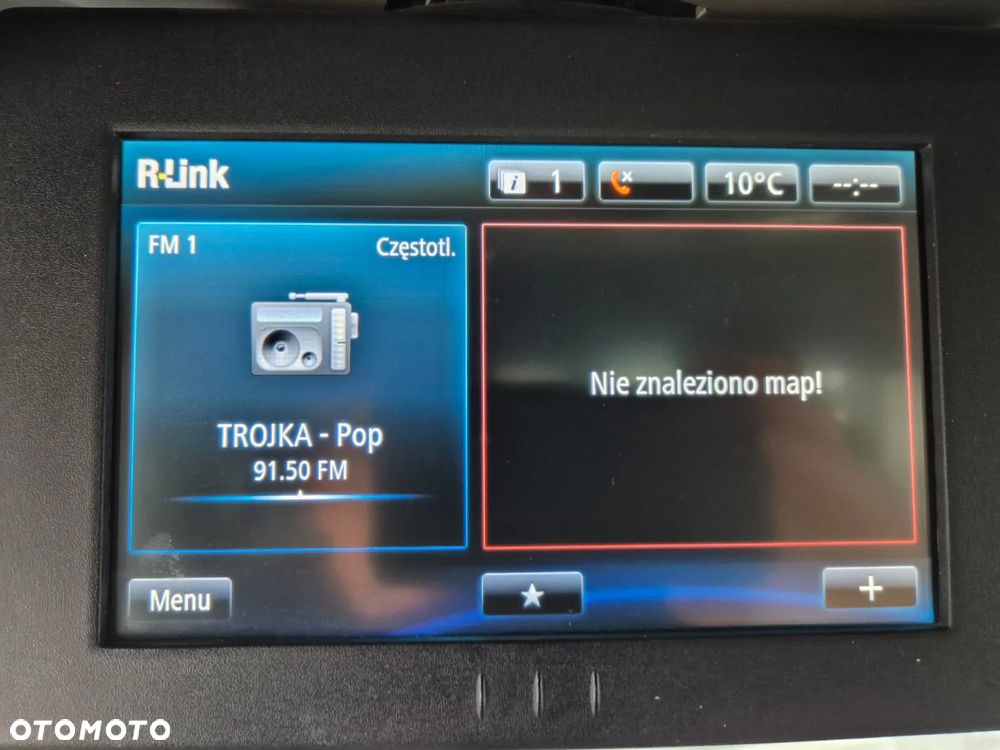 R-Link
i 1
x
10°C
--:--
FM 1
Częstotl.
TROJKA - Pop
91.50 FM
Nie znaleziono map!
Menu
+
OTOMOTO